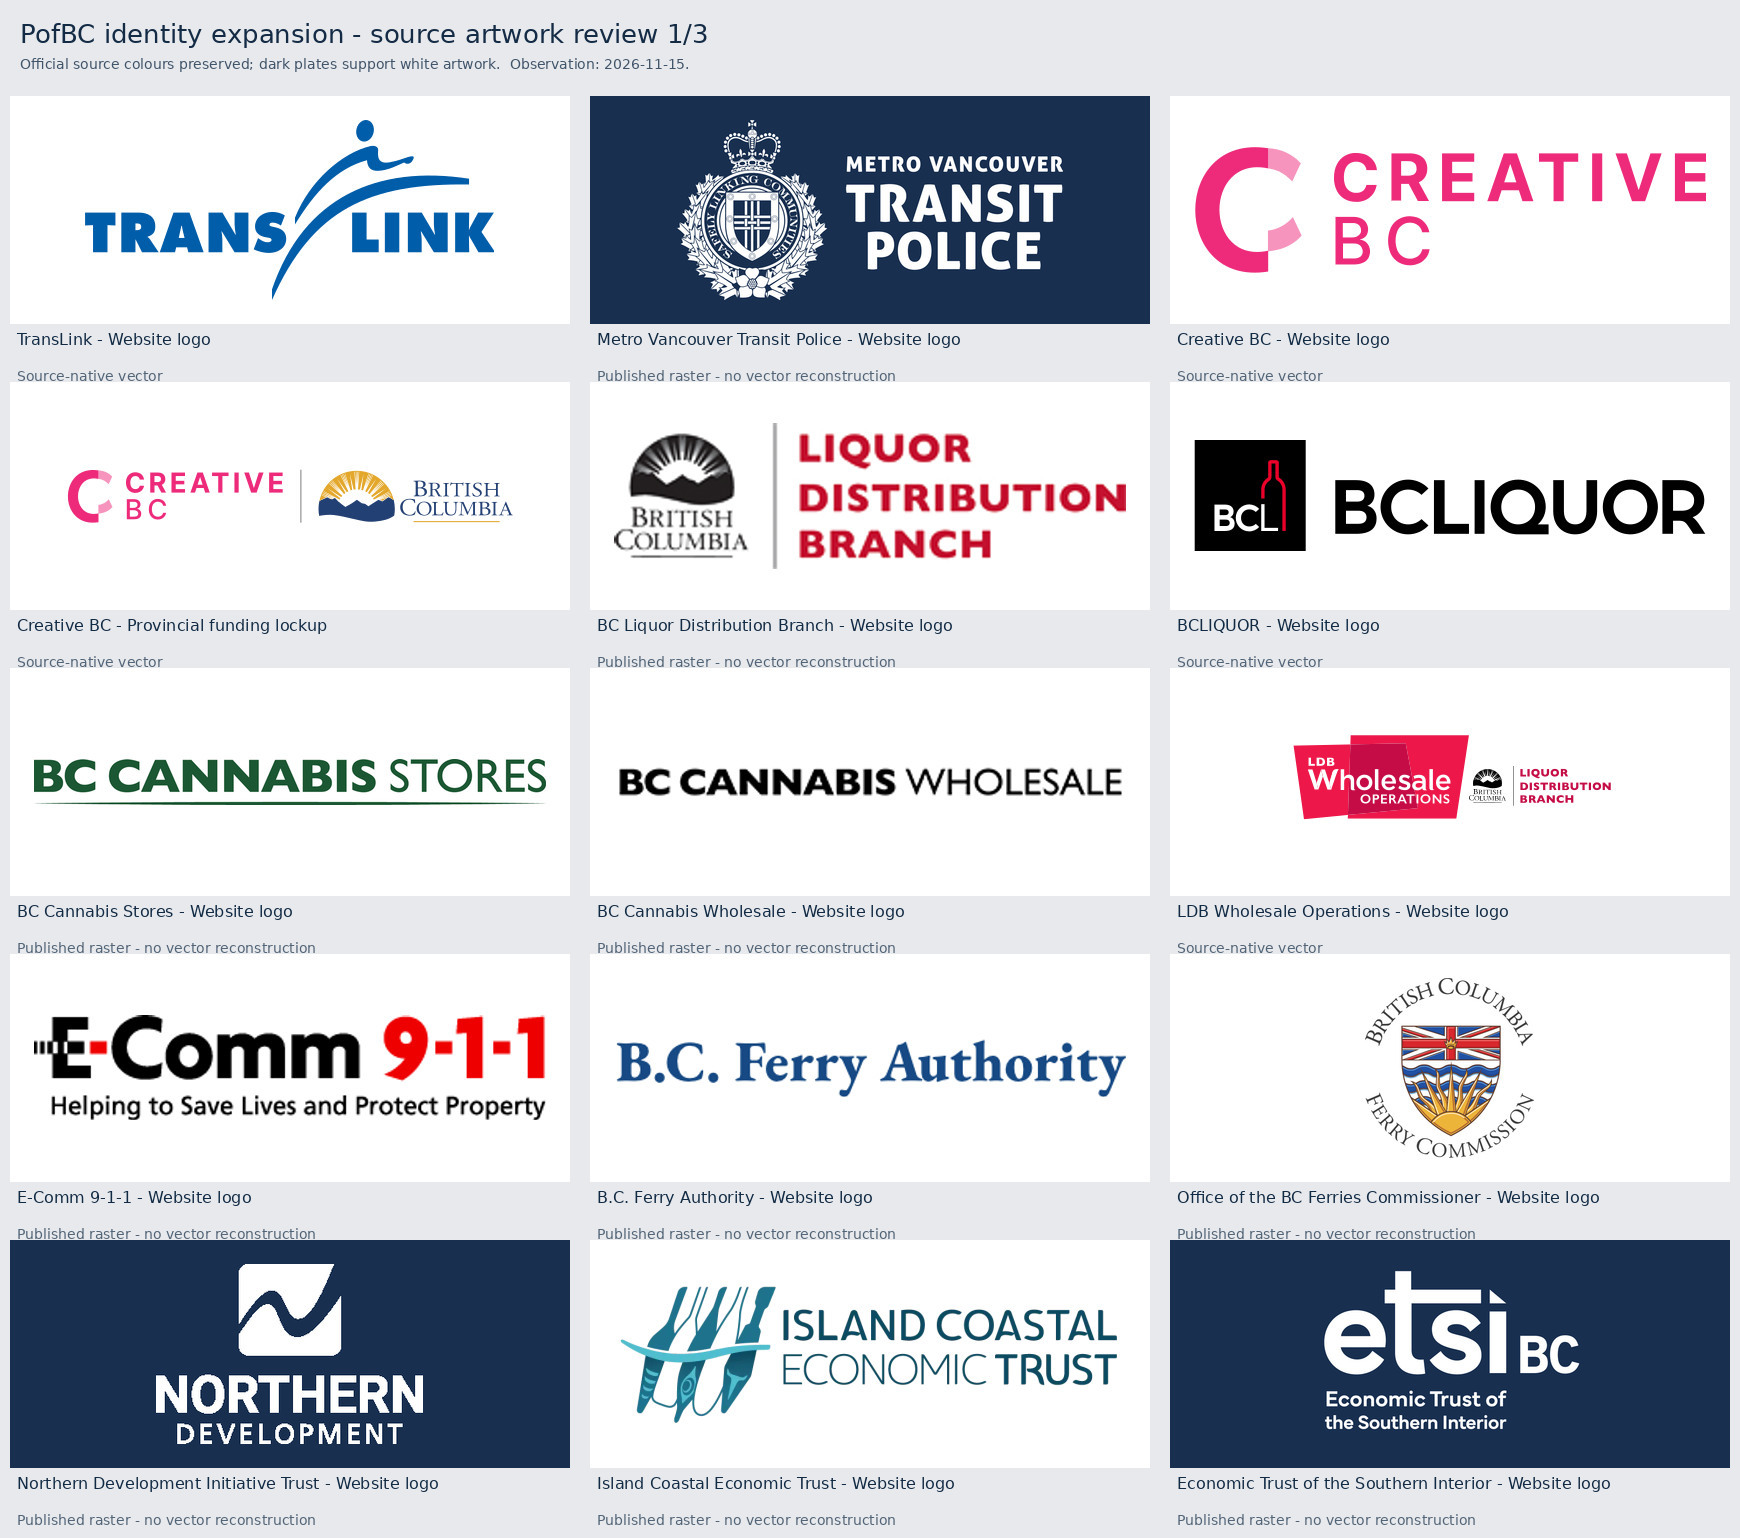 PofBC identity expansion - source artwork review 1/3
Official source colours preserved; dark plates support white artwork.  Observation: 2026-11-15.
TRANS LINK
METRO VANCOUVER
TRANSIT
POLICE
SAFELY LINKING COMMUNITIES
CREATIVE
BC
TransLink - Website logo
Metro Vancouver Transit Police - Website logo
Creative BC - Website logo
Source-native vector
Published raster - no vector reconstruction
Source-native vector
CREATIVE
BC
BRITISH
COLUMBIA
BRITISH
COLUMBIA
LIQUOR
DISTRIBUTION
BRANCH
BCL
BCLIQUOR
Creative BC - Provincial funding lockup
BC Liquor Distribution Branch - Website logo
BCLIQUOR - Website logo
Source-native vector
Published raster - no vector reconstruction
Source-native vector
BC CANNABIS STORES
BC CANNABIS WHOLESALE
LDB
Wholesale
OPERATIONS
BRITISH
COLUMBIA
LIQUOR
DISTRIBUTION
BRANCH
BC Cannabis Stores - Website logo
BC Cannabis Wholesale - Website logo
LDB Wholesale Operations - Website logo
Published raster - no vector reconstruction
Published raster - no vector reconstruction
Source-native vector
E-Comm 9-1-1
Helping to Save Lives and Protect Property
B.C. Ferry Authority
BRITISH COLUMBIA
FERRY COMMISSION
E-Comm 9-1-1 - Website logo
B.C. Ferry Authority - Website logo
Office of the BC Ferries Commissioner - Website logo
Published raster - no vector reconstruction
Published raster - no vector reconstruction
Published raster - no vector reconstruction
NORTHERN
DEVELOPMENT
ISLAND COASTAL
ECONOMIC TRUST
etsi BC
Economic Trust of
the Southern Interior
Northern Development Initiative Trust - Website logo
Island Coastal Economic Trust - Website logo
Economic Trust of the Southern Interior - Website logo
Published raster - no vector reconstruction
Published raster - no vector reconstruction
Published raster - no vector reconstruction